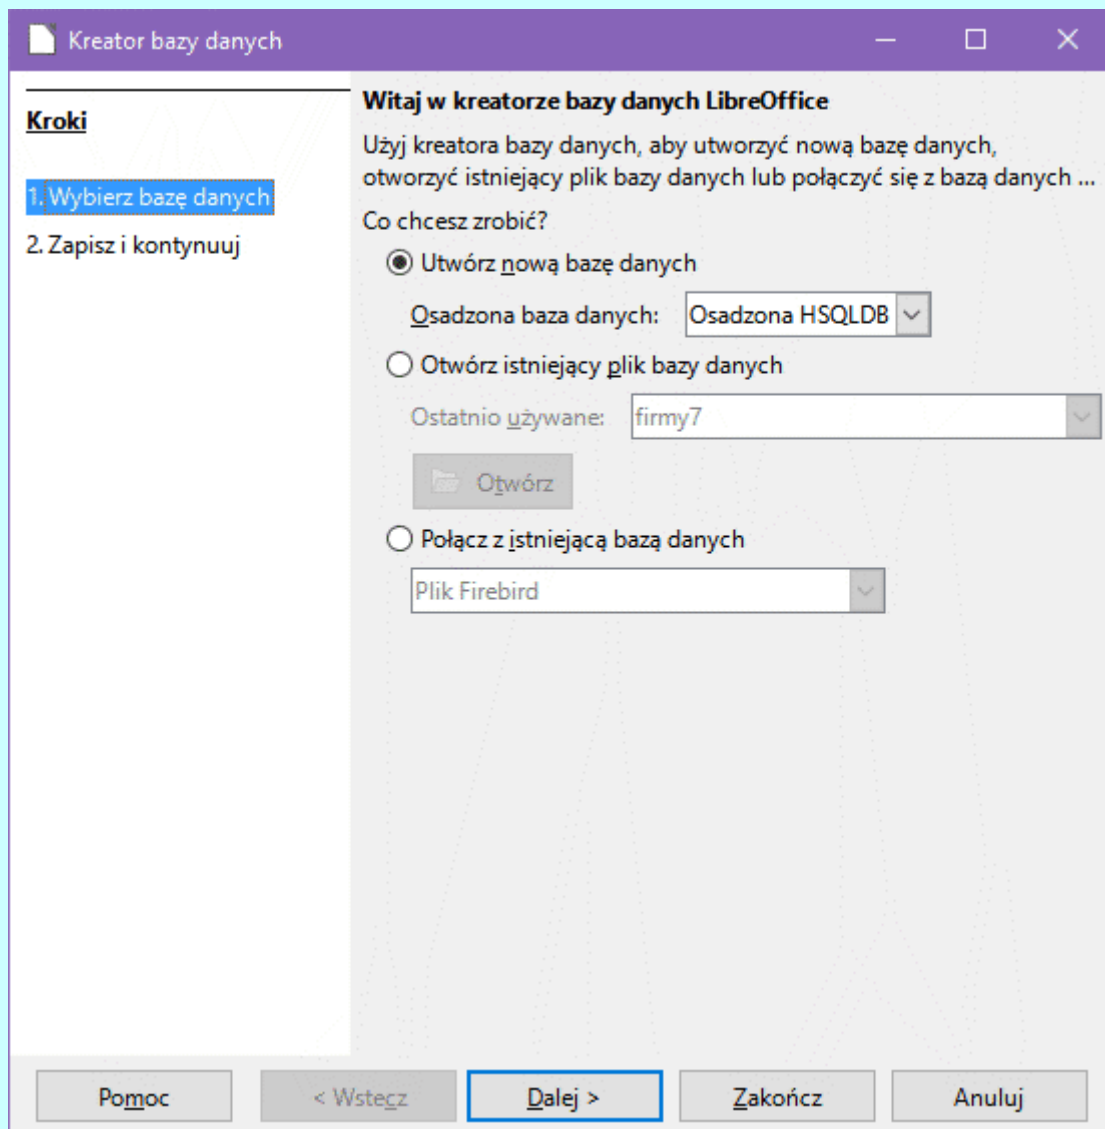 Kreator bazy danych
Kroki
1. Wybierz bazę danych
2. Zapisz i kontynuuj
Witaj w kreatorze bazy danych LibreOffice
Użyj kreatora bazy danych, aby utworzyć nową bazę danych,
otworzyć istniejący plik bazy danych lub połączyć się z bazą danych ...
Co chcesz zrobić?
Utwórz nową bazę danych
Osadzona baza danych: Osadzona HSQLDB
Otwórz istniejący plik bazy danych
Ostatnio używane: firmy7
Otwórz
Połącz z istniejącą bazą danych
Plik Firebird
Pomoc < Wstecz Dalej > Zakończ Anuluj